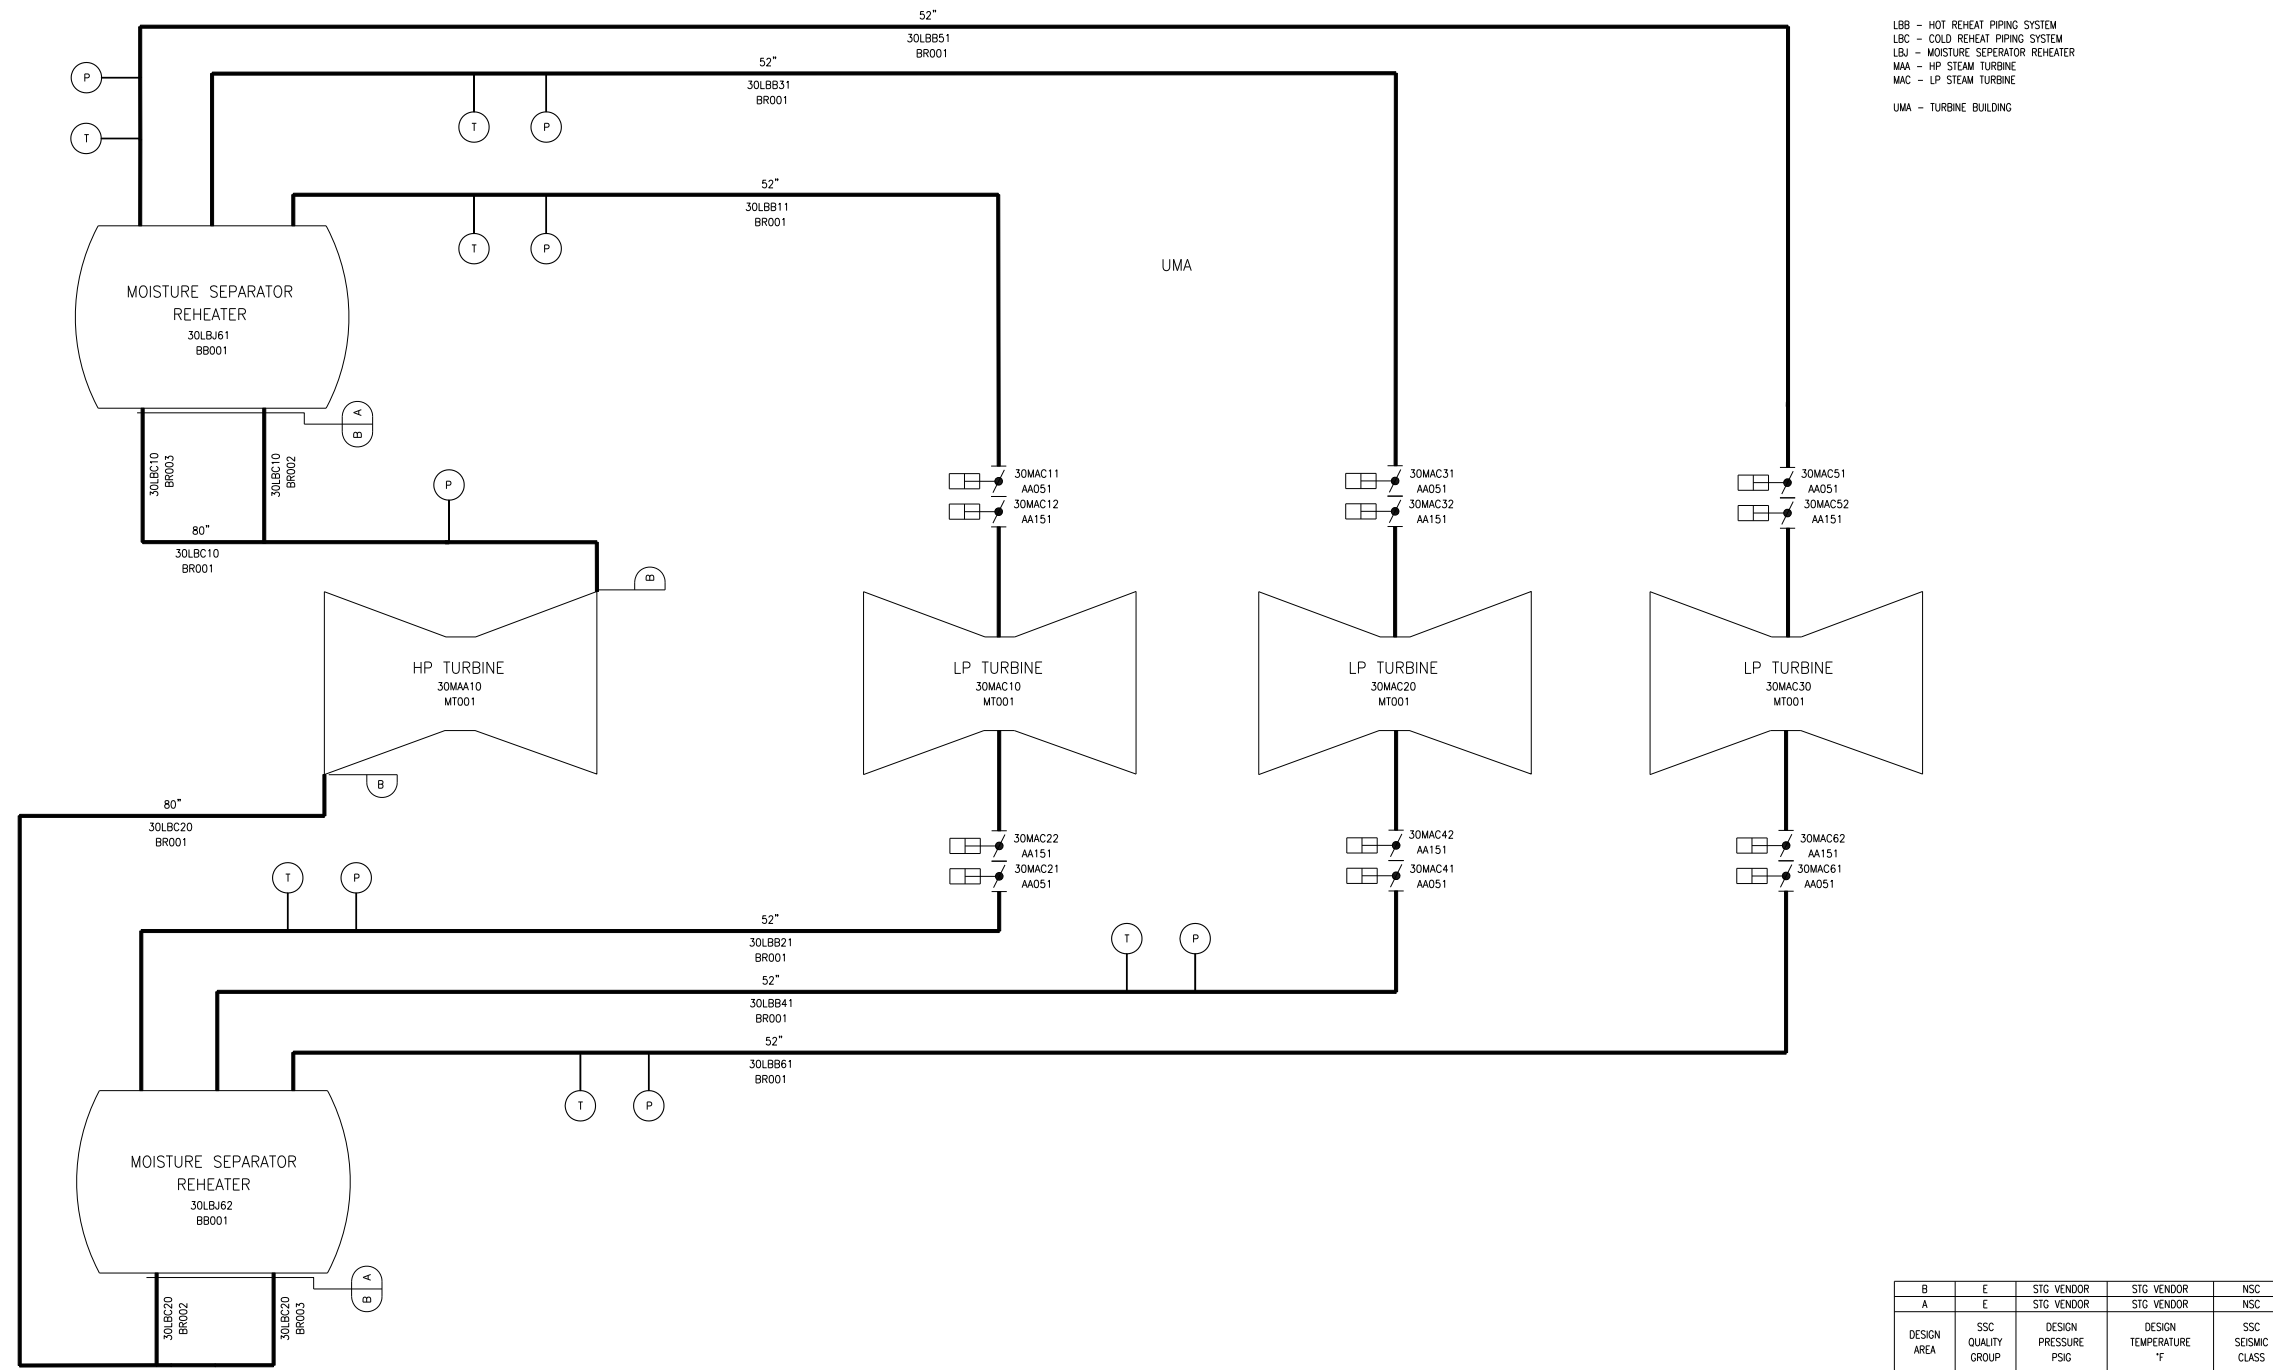 52"
30LBB51
BR001
LBB – HOT REHEAT PIPING SYSTEM
LBC – COLD REHEAT PIPING SYSTEM
LBJ – MOISTURE SEPERATOR REHEATER
MAA – HP STEAM TURBINE
MAC – LP STEAM TURBINE
UMA – TURBINE BUILDING
P
52"
30LBB31
BR001
T
T
P
52"
30LBB11
BR001
T
P
UMA
MOISTURE SEPARATOR
REHEATER
30LBJ61
BB001
A
B
30LBC10
BR003
30LBC10
BR002
P
80"
30LBC10
BR001
30MAC11
AA051
30MAC12
AA151
30MAC31
AA051
30MAC32
AA151
30MAC51
AA051
30MAC52
AA151
B
HP TURBINE
30MAA10
MT001
LP TURBINE
30MAC10
MT001
LP TURBINE
30MAC20
MT001
LP TURBINE
30MAC30
MT001
B
80"
30LBC20
BR001
30MAC22
AA151
30MAC21
AA051
30MAC42
AA151
30MAC41
AA051
30MAC62
AA151
30MAC61
AA051
T
P
52"
30LBB21
BR001
T
P
52"
30LBB41
BR001
52"
30LBB61
BR001
T
P
MOISTURE SEPARATOR
REHEATER
30LBJ62
BB001
A
B
30LBC20
BR002
30LBC20
BR003
B E STG VENDOR STG VENDOR NSC
A E STG VENDOR STG VENDOR NSC
DESIGN
AREA
SSC
QUALITY
GROUP
DESIGN
PRESSURE
PSIG
DESIGN
TEMPERATURE
°F
SSC
SEISMIC
CLASS